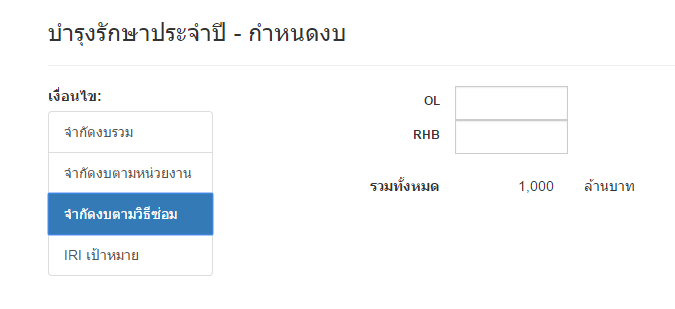 บำรุงรักษาประจำปี - กำหนดงบ
เงื่อนไข:
จำกัดงบรวม
จำกัดงบตามหน่วยงาน
จำกัดงบตามวิธีซ่อม
IRI เป้าหมาย
OL
RHB
รวมทั้งหมด 1,000 ล้านบาท